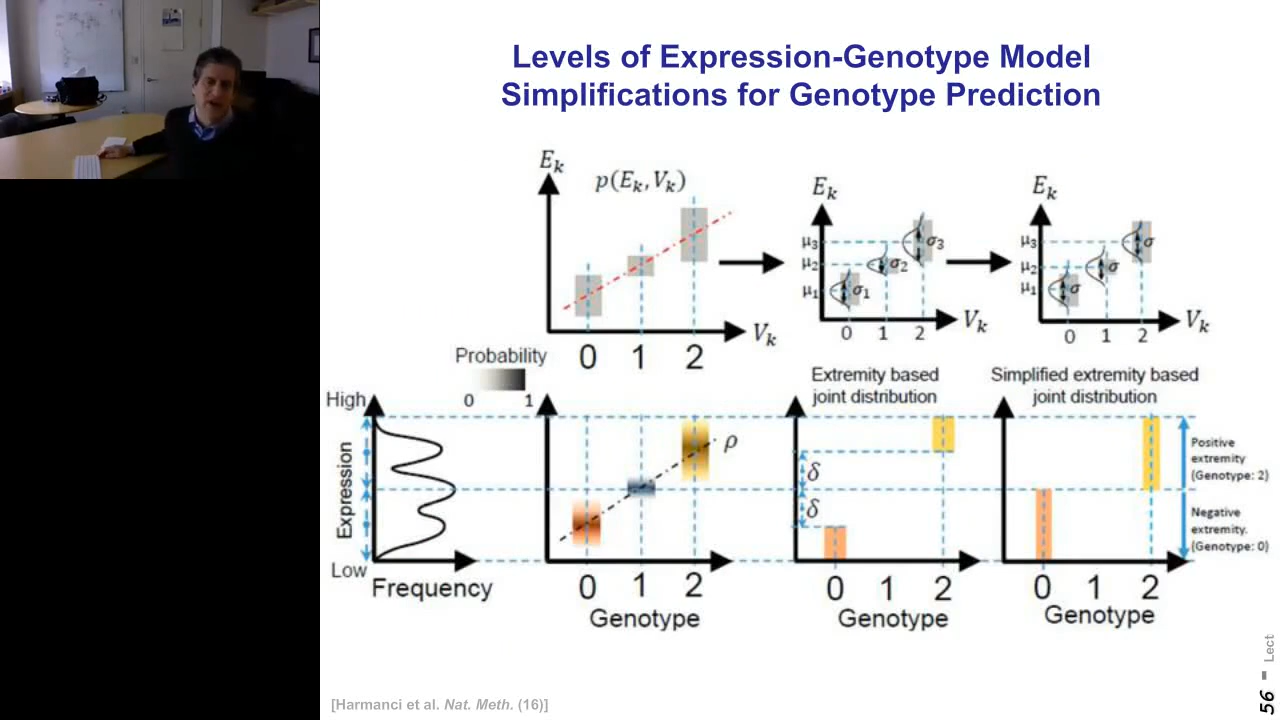 Levels of Expression-Genotype Model
Simplifications for Genotype Prediction
E_k
p(E_k, V_k)
V_k
0 1 2
E_k
μ₃
μ₂
μ₁
σ₁
σ₂
σ₃
0 1 2
V_k
E_k
μ₃
μ₂
μ₁
σ
σ
σ
0 1 2
V_k
Probability
0 1
High
Expression
Low
Frequency
ρ
0 1 2
Genotype
Extremity based
joint distribution
δ
δ
0 1 2
Genotype
Simplified extremity based
joint distribution
0 1 2
Genotype
Positive
extremity
(Genotype: 2)
Negative
extremity.
(Genotype: 0)
[Harmanci et al. Nat. Meth. (16)]
56 - Lect